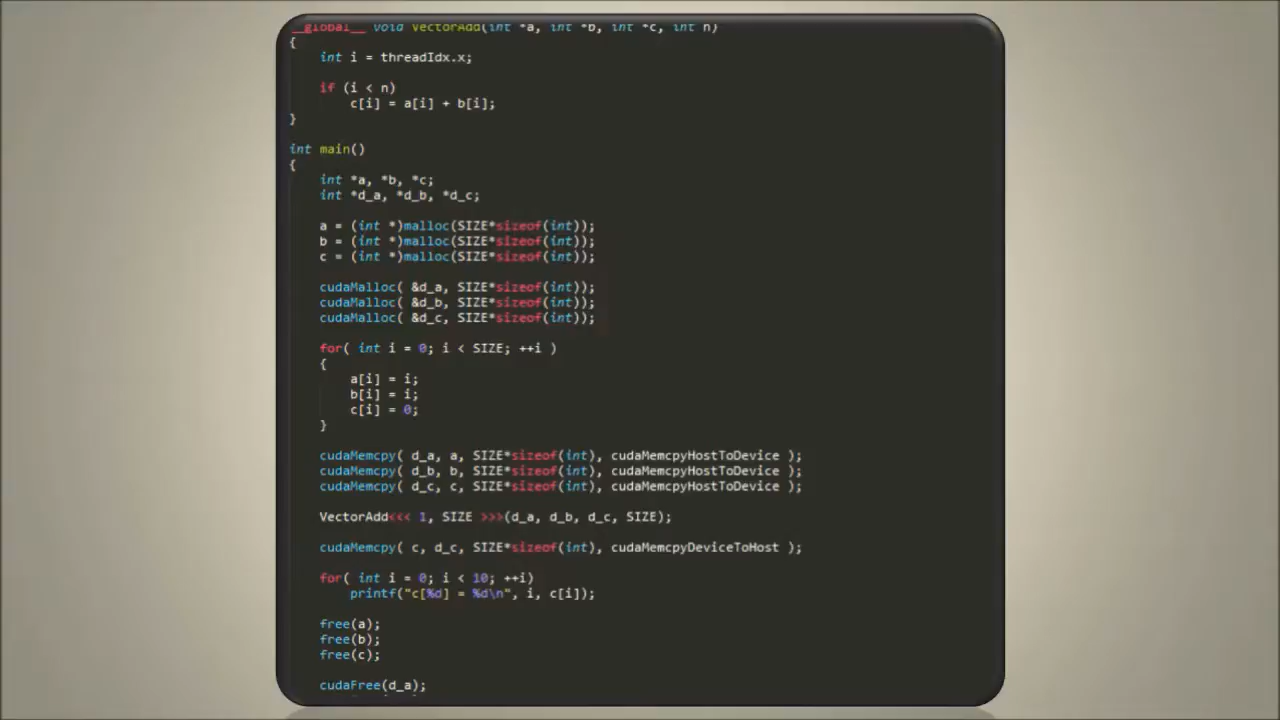 __global__ void VectorAdd(int *a, int *b, int *c, int n)
{
    int i = threadIdx.x;

    if (i < n)
        c[i] = a[i] + b[i];
}

int main()
{
    int *a, *b, *c;
    int *d_a, *d_b, *d_c;

    a = (int *)malloc(SIZE*sizeof(int));
    b = (int *)malloc(SIZE*sizeof(int));
    c = (int *)malloc(SIZE*sizeof(int));

    cudaMalloc( &d_a, SIZE*sizeof(int));
    cudaMalloc( &d_b, SIZE*sizeof(int));
    cudaMalloc( &d_c, SIZE*sizeof(int));

    for( int i = 0; i < SIZE; ++i )
    {
        a[i] = i;
        b[i] = i;
        c[i] = 0;
    }

    cudaMemcpy( d_a, a, SIZE*sizeof(int), cudaMemcpyHostToDevice );
    cudaMemcpy( d_b, b, SIZE*sizeof(int), cudaMemcpyHostToDevice );
    cudaMemcpy( d_c, c, SIZE*sizeof(int), cudaMemcpyHostToDevice );

    VectorAdd<<< 1, SIZE >>>(d_a, d_b, d_c, SIZE);

    cudaMemcpy( c, d_c, SIZE*sizeof(int), cudaMemcpyDeviceToHost );

    for( int i = 0; i < 10; ++i)
        printf("c[%d] = %d\n", i, c[i]);

    free(a);
    free(b);
    free(c);

    cudaFree(d_a);